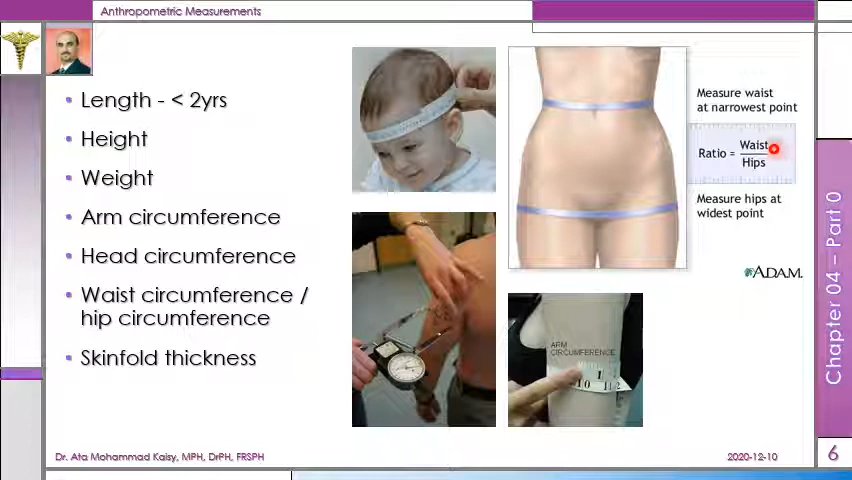 Anthropometric Measurements
Length - < 2yrs
Height
Weight
Arm circumference
Head circumference
Waist circumference /
hip circumference
Skinfold thickness
Measure waist
at narrowest point
Ratio = Waist
Hips
Measure hips at
widest point
ADAM.
ARM
CIRCUMFERENCE
Chapter 04 – Part 0
Dr. Ata Mohammad Kaisy, MPH, DrPH, FRSPH
2020-12-10
6